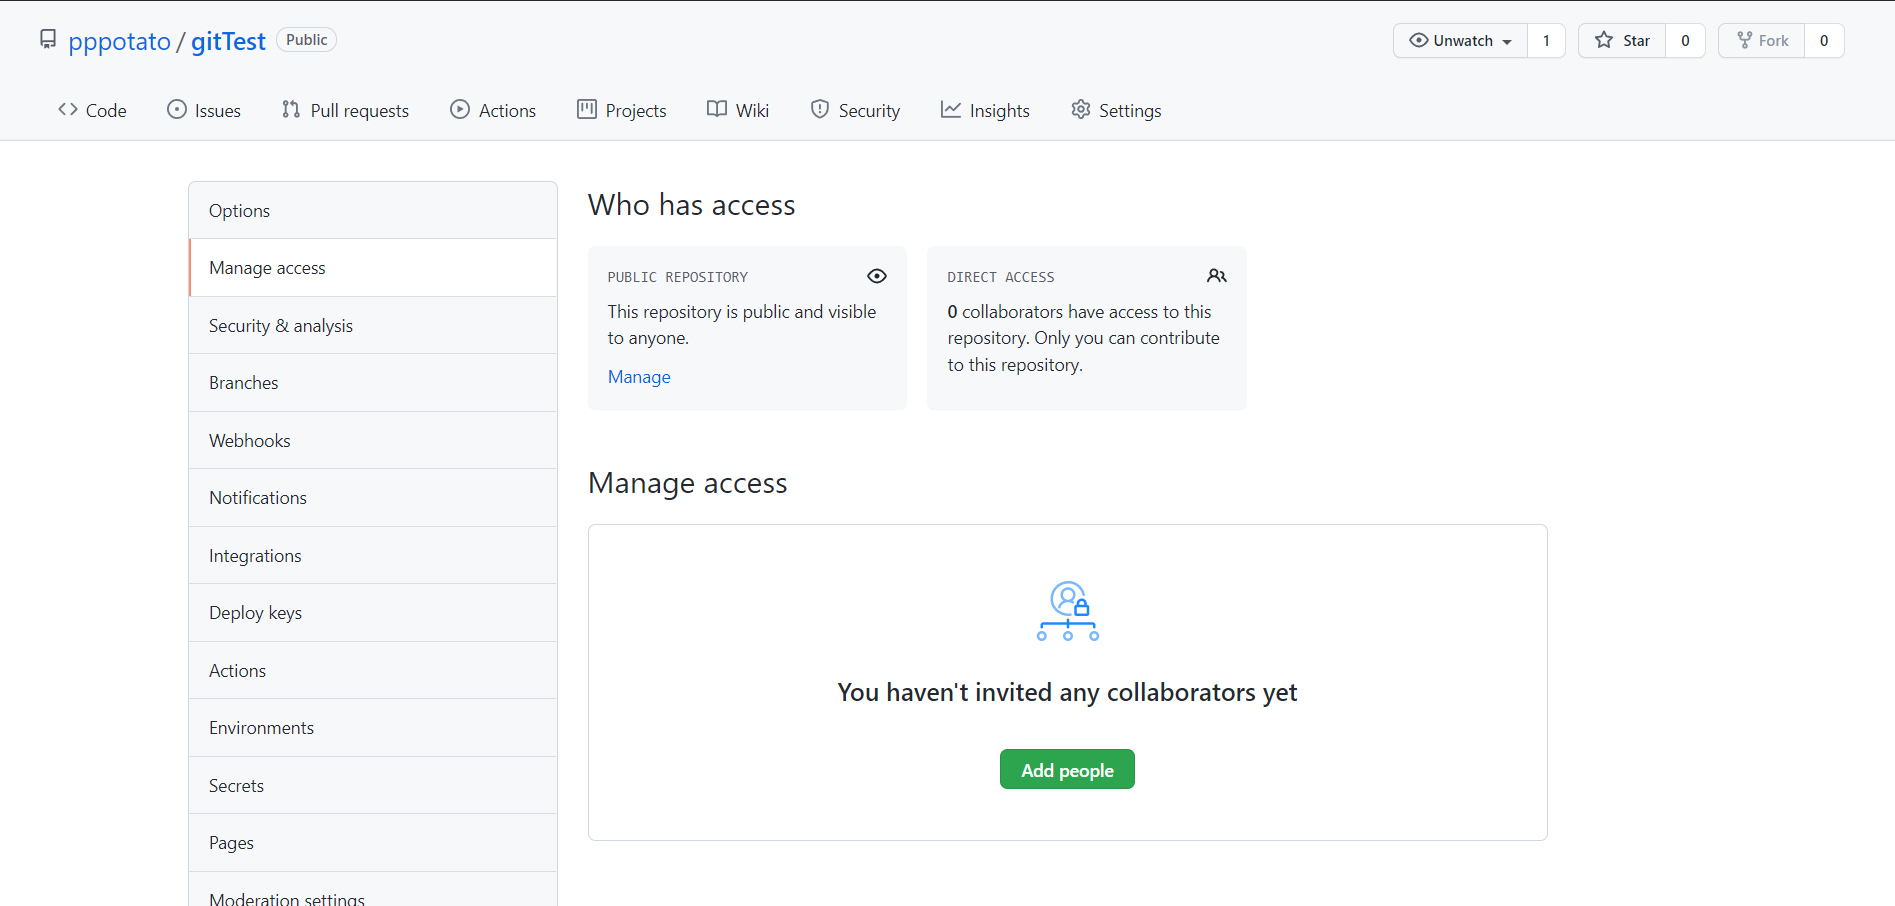 pppotato / gitTest Public
Unwatch 1 Star 0 Fork 0
Code Issues Pull requests Actions Projects Wiki Security Insights Settings
Options
Manage access
Security & analysis
Branches
Webhooks
Notifications
Integrations
Deploy keys
Actions
Environments
Secrets
Pages
Moderation settings
Who has access
PUBLIC REPOSITORY
This repository is public and visible
to anyone.
Manage
DIRECT ACCESS
0 collaborators have access to this
repository. Only you can contribute
to this repository.
Manage access
You haven't invited any collaborators yet
Add people